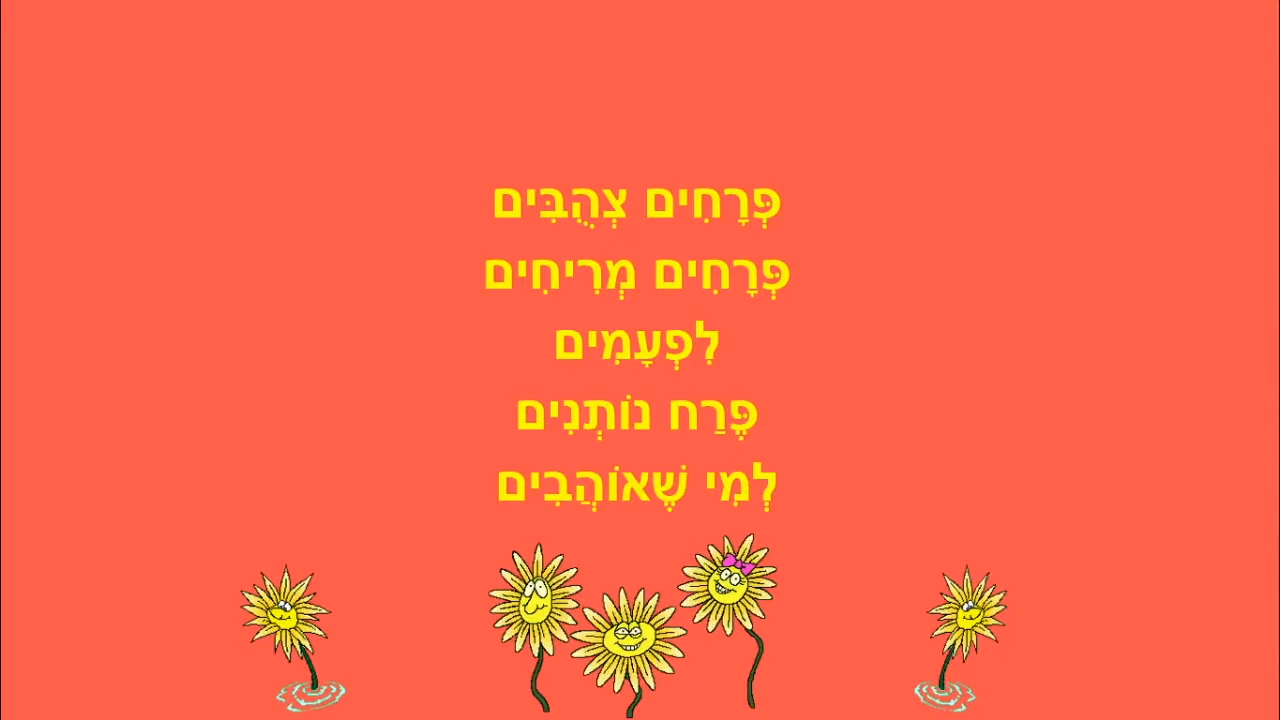 פְּרָחִים צְהֻבִּים
פְּרָחִים מְרִיחִים
לִפְעָמִים
פֶּרַח נוֹתְנִים
לְמִי שֶׁאוֹהֲבִים